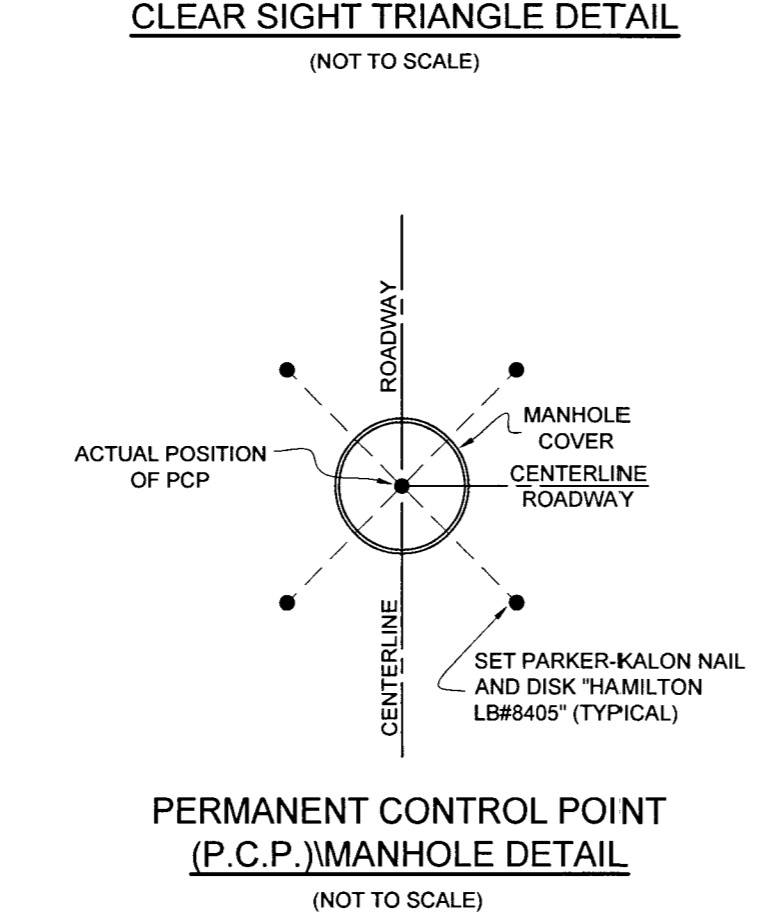 CLEAR SIGHT TRIANGLE DETAIL
(NOT TO SCALE)
ROADWAY
MANHOLE
COVER
ACTUAL POSITION
OF PCP
CENTERLINE
ROADWAY
CENTERLINE
SET PARKER-KALON NAIL
AND DISK "HAMILTON
LB#8405" (TYPICAL)
PERMANENT CONTROL POINT
(P.C.P.)\MANHOLE DETAIL
(NOT TO SCALE)